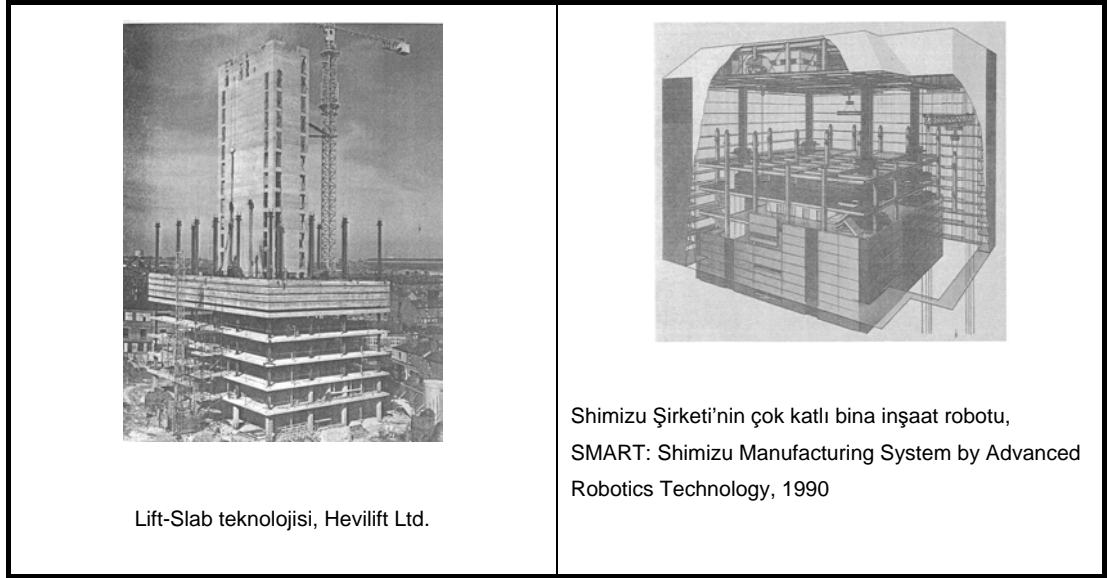 Lift-Slab teknolojisi, Hevilift Ltd.
Shimizu Şirketi’nin çok katlı bina inşaat robotu,
SMART: Shimizu Manufacturing System by Advanced
Robotics Technology, 1990